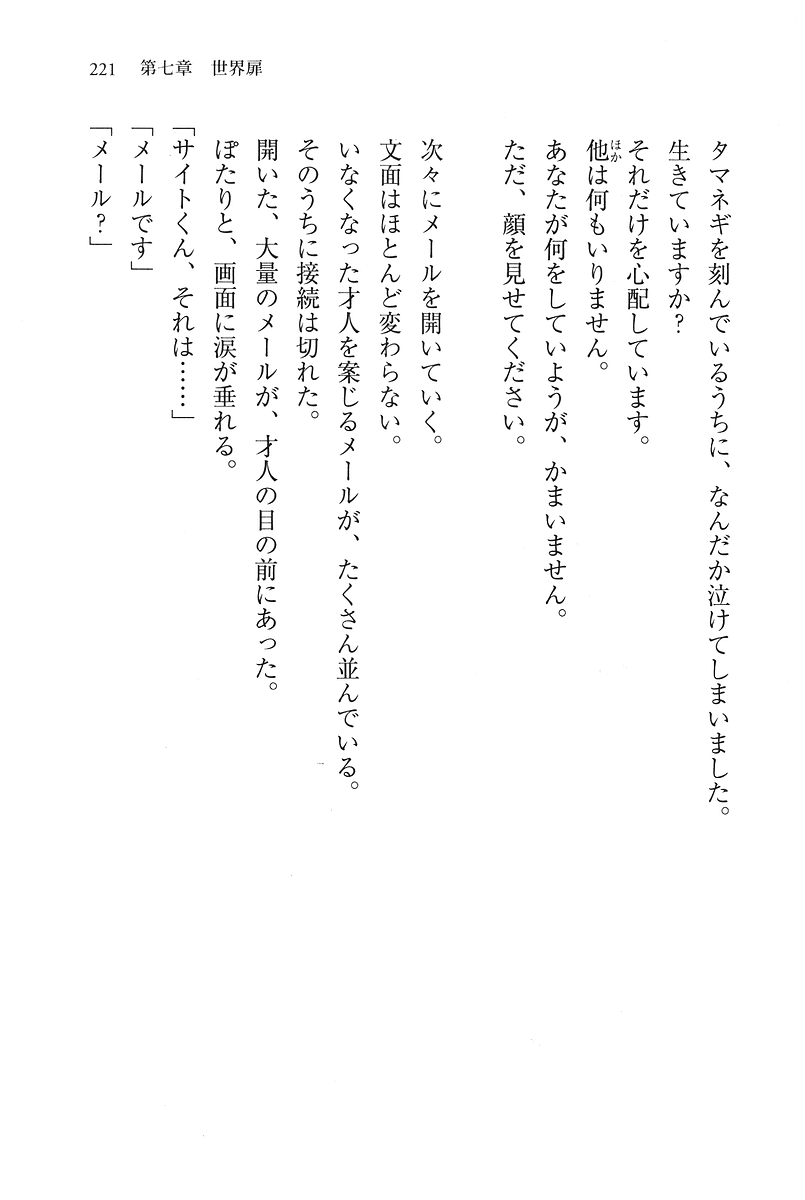 221 第七章 世界扉
タマネギを刻んでいるうちに、なんだか泣けてしまいました。
生きていますか？
それだけを心配しています。
他は何もいりません。
ほか
あなたが何をしていようが、かまいません。
ただ、顔を見せてください。
次々にメールを開いていく。
文面はほとんど変わらない。
いなくなった才人を案じるメールが、たくさん並んでいる。
そのうちに接続は切れた。
開いた、大量のメールが、才人の目の前にあった。
ぽたりと、画面に涙が垂れる。
「サイトくん、それは……」
「メールです」
「メール？」